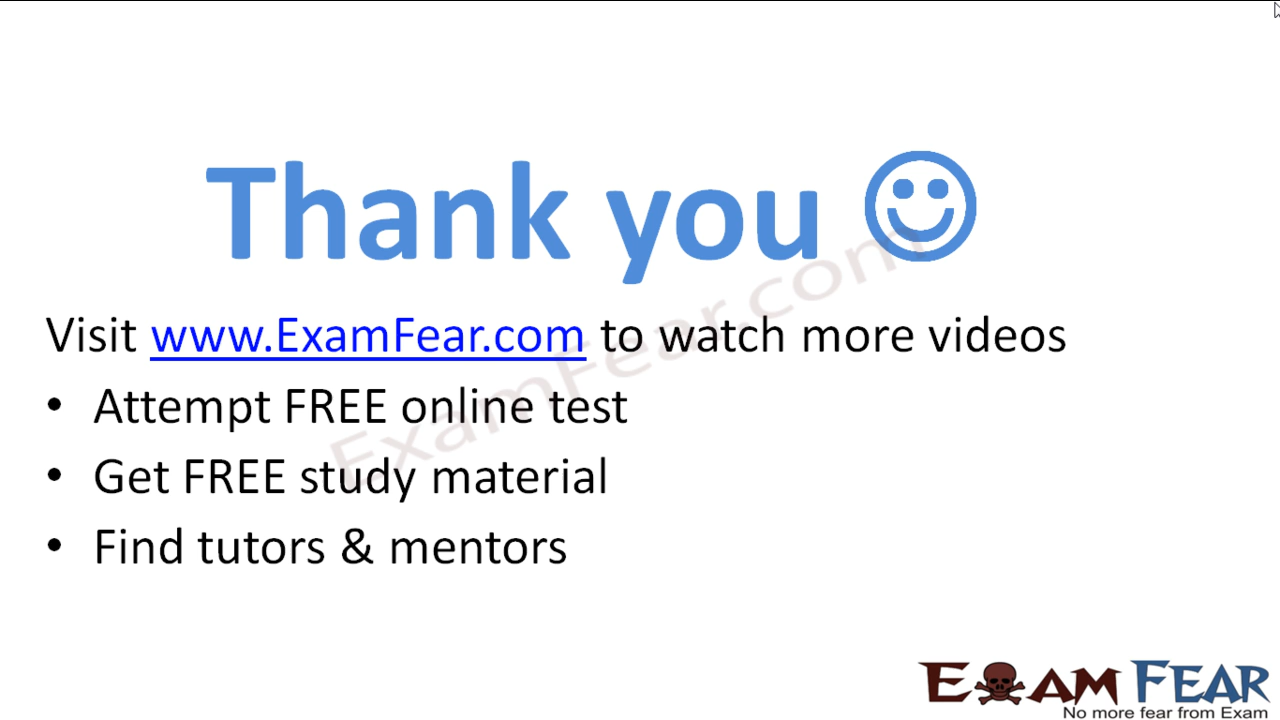 Thank you
Visit www.ExamFear.com to watch more videos
• Attempt FREE online test
• Get FREE study material
• Find tutors & mentors
ExamFear.com
EXAM FEAR
No more fear from Exam